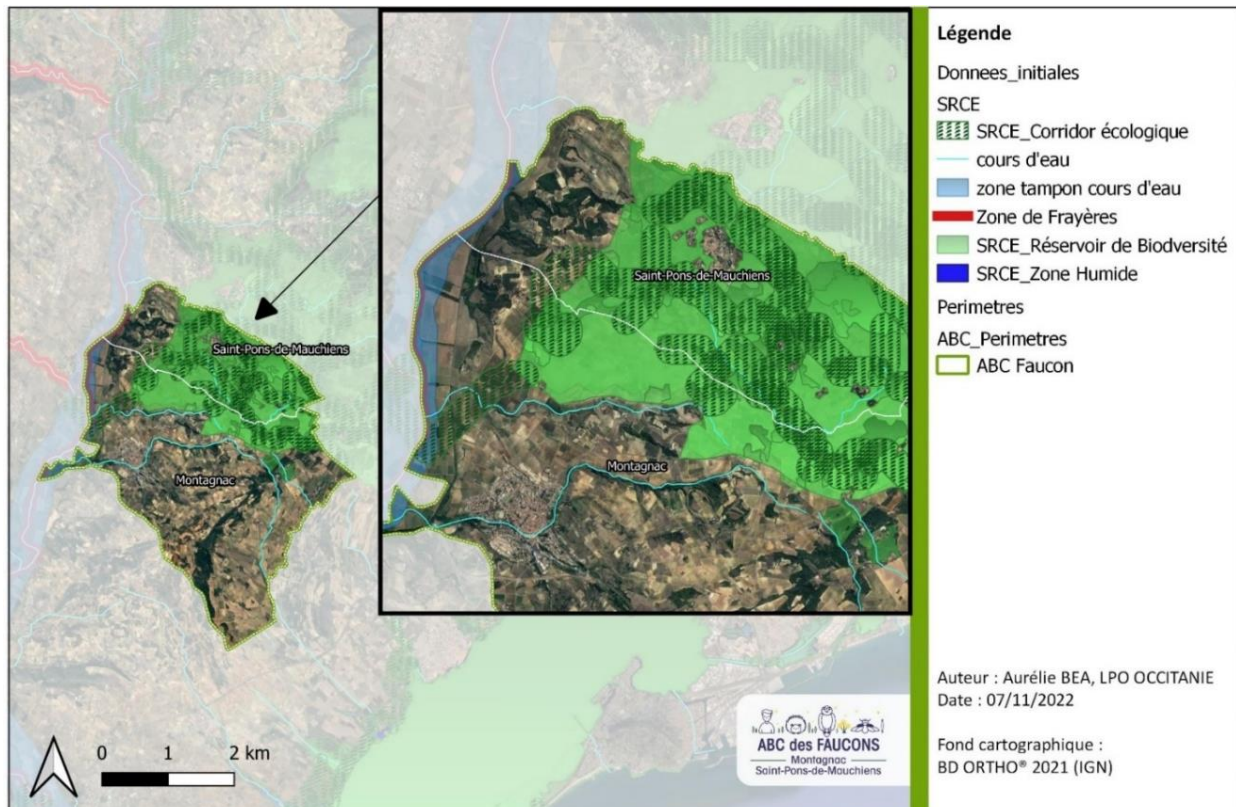 Saint-Pons-de-Mauchiens
Montagnac
Saint-Pons-de-Mauchiens
Montagnac
0 1 2 km
ABC des FAUCONS
Montagnac
Saint-Pons-de-Mauchiens
Légende
Donnees_initiales
SRCE
SRCE_Corridor écologique
cours d'eau
zone tampon cours d'eau
Zone de Frayères
SRCE_Réservoir de Biodversité
SRCE_Zone Humide
Perimètres
ABC_Perimètres
ABC Faucon
Auteur : Aurélie BEA, LPO OCCITANIE
Date : 07/11/2022
Fond cartographique :
BD ORTHO® 2021 (IGN)